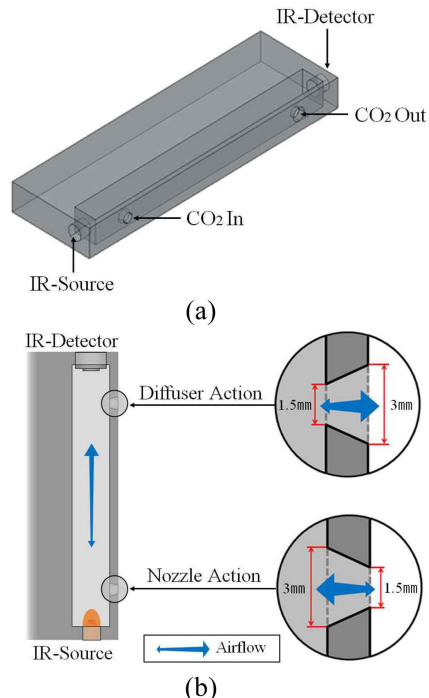 IR-Detector
CO2 Out
CO2 In
IR-Source
(a)
IR-Detector
Diffuser Action
1.5mm
3mm
Nozzle Action
3mm
1.5mm
IR-Source
Airflow
(b)